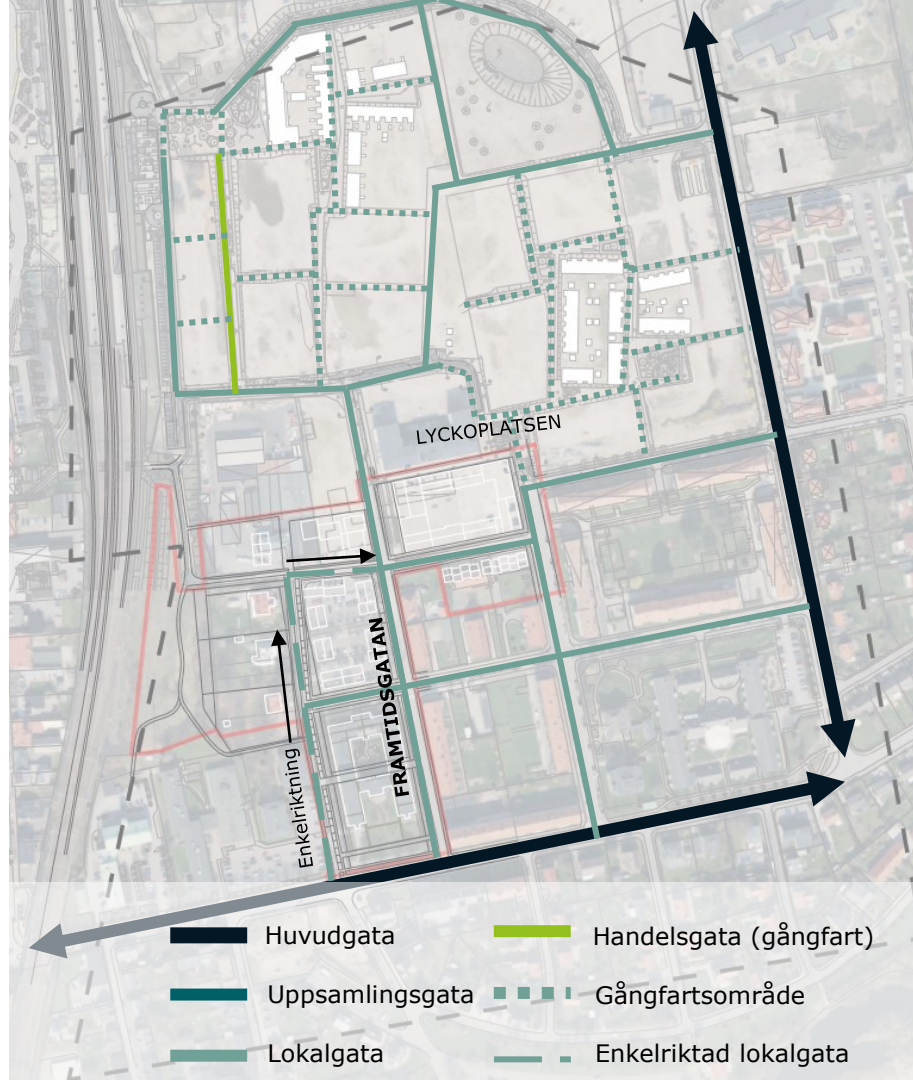 LYCKOPLATSEN
FRAMTIDSGATAN
Enkelriktning
Huvudgata
Handelsgata (gångfart)
Uppsamlingsgata
Gångfartsområde
Lokalgata
Enkelriktad lokalgata